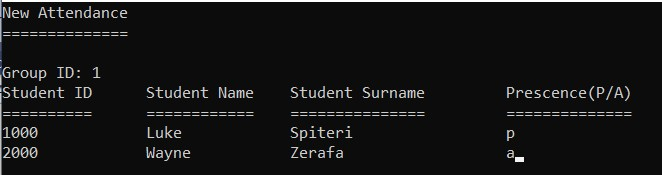 New Attendance
==============
Group ID: 1
Student ID Student Name Student Surname Prescence(P/A)
========== ============ =============== ==============
1000 Luke Spiteri p
2000 Wayne Zerafa a